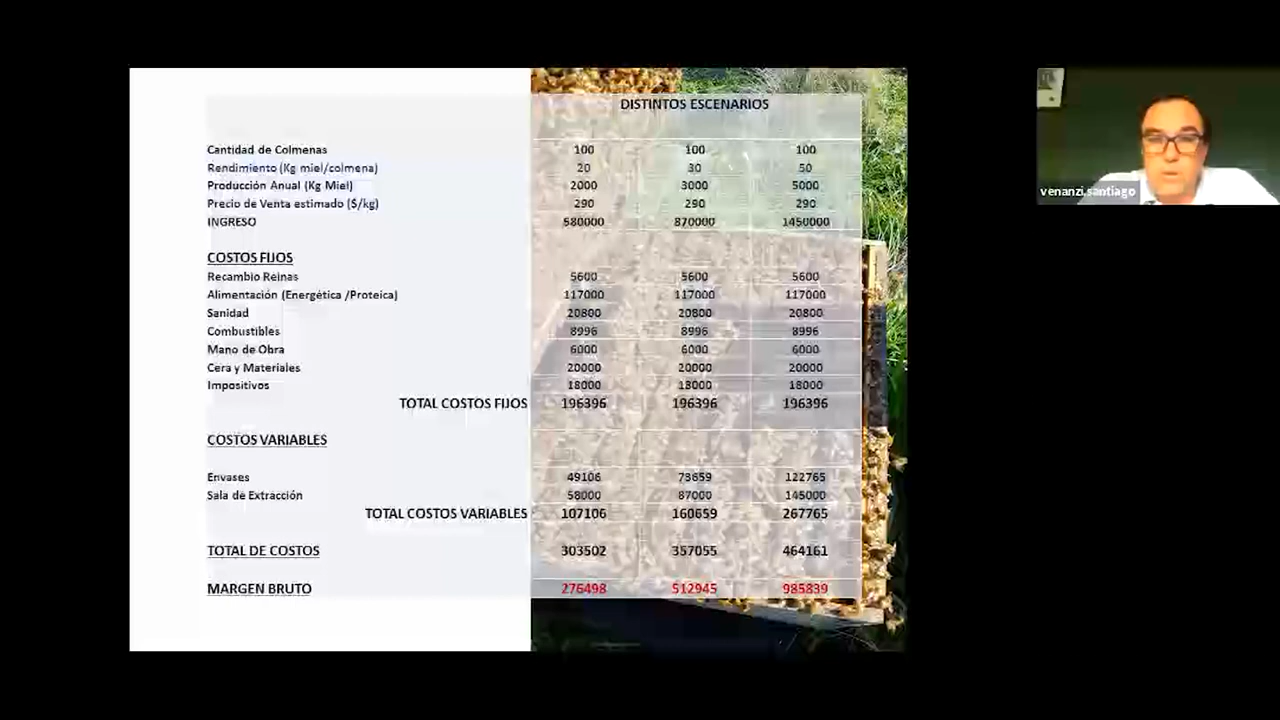 DISTINTOS ESCENARIOS
Cantidad de Colmenas 100 100 100
Rendimiento (Kg miel/colmena) 20 30 50
Producción Anual (Kg Miel) 2000 3000 5000
Precio de Venta estimado ($/kg) 290 290 290
INGRESO 580000 870000 1450000
COSTOS FIJOS
Recambio Reinas 5600 5600 5600
Alimentación (Energética /Proteica) 117000 117000 117000
Sanidad 20800 20800 20800
Combustibles 8996 8996 8996
Mano de Obra 6000 6000 6000
Cera y Materiales 20000 20000 20000
Impositivos 18000 18000 18000
TOTAL COSTOS FIJOS 196396 196396 196396
COSTOS VARIABLES
Envases 49106 73659 122765
Sala de Extracción 58000 87000 145000
TOTAL COSTOS VARIABLES 107106 160659 267765
TOTAL DE COSTOS 303502 357055 464161
MARGEN BRUTO 276498 512945 985839
venanzi.santiago